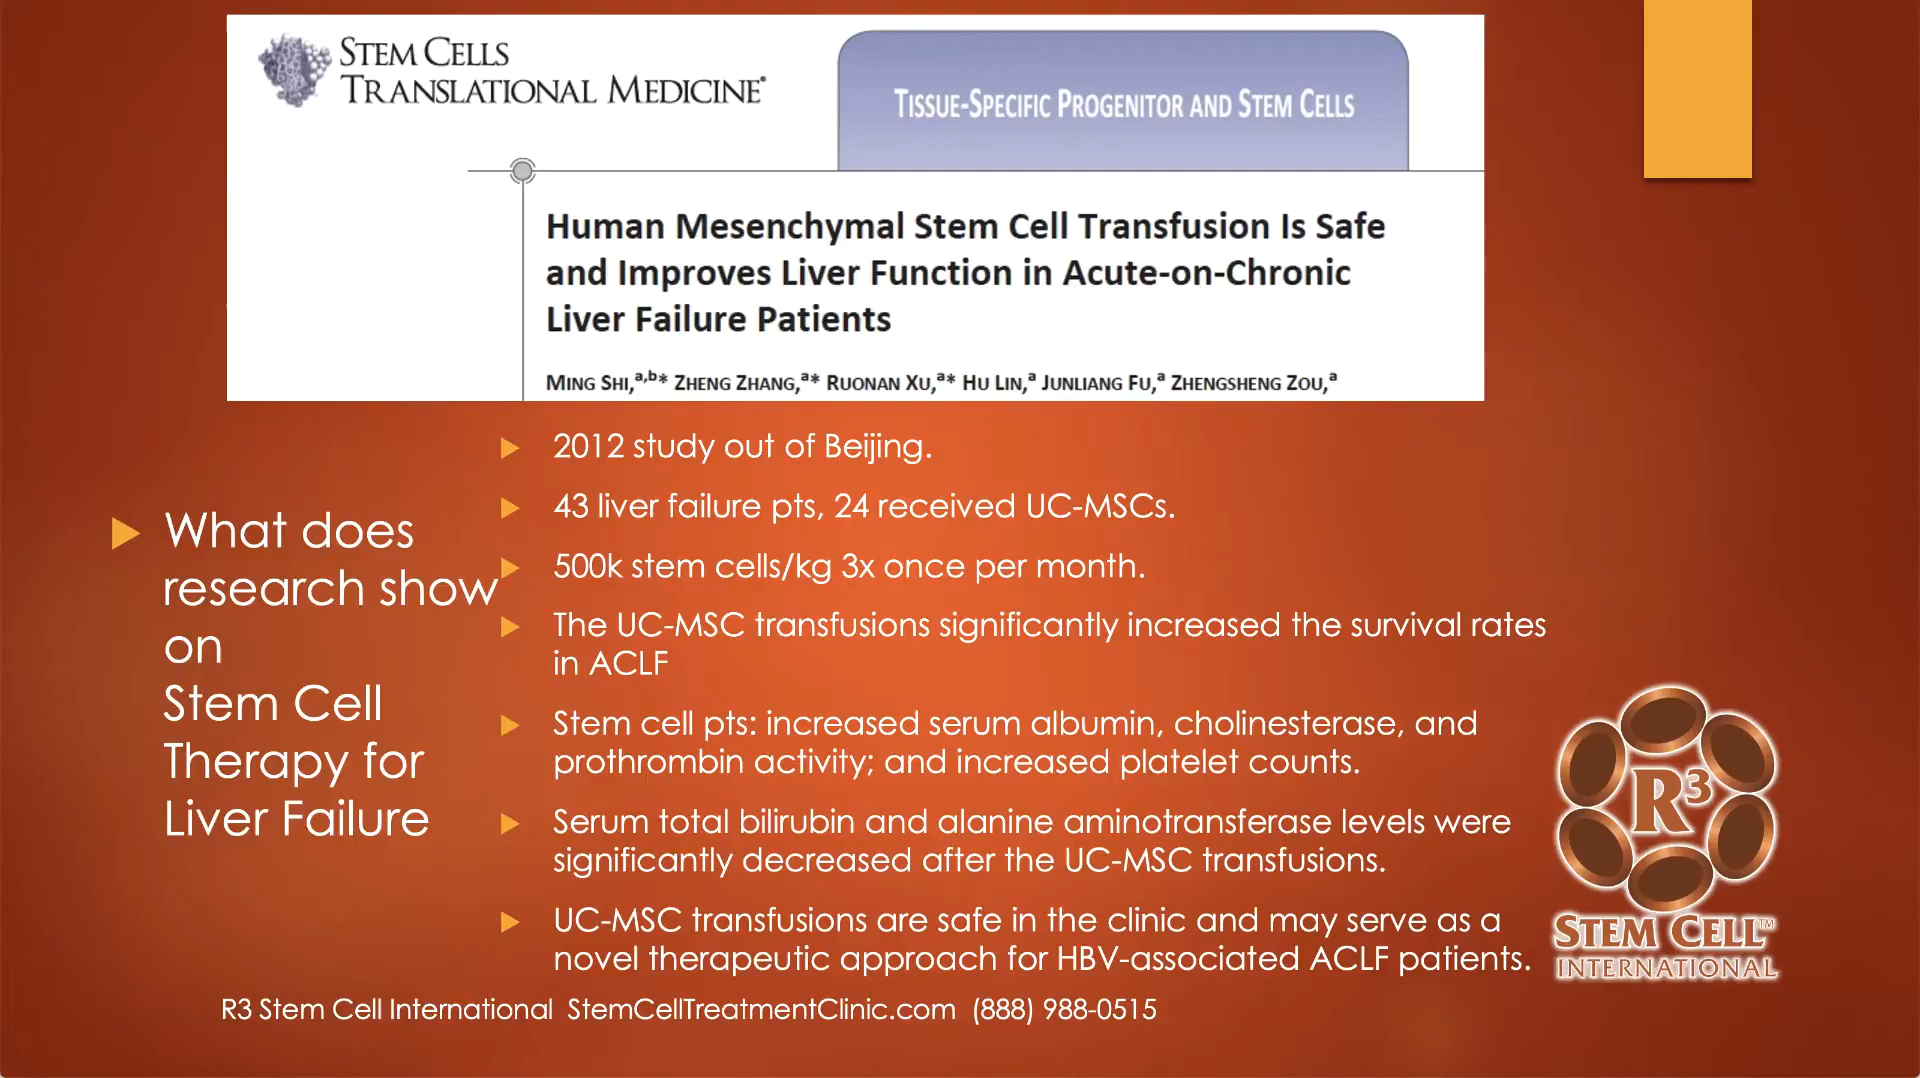 STEM CELLS
TRANSLATIONAL MEDICINE®
TISSUE-SPECIFIC PROGENITOR AND STEM CELLS
Human Mesenchymal Stem Cell Transfusion Is Safe
and Improves Liver Function in Acute-on-Chronic
Liver Failure Patients
MING SHI,a,b* ZHENG ZHANG,a* RUONAN XU,a* HU LIN,a JUNLIANG FU,a ZHENGSHENG ZOU,a
What does
research show
on
Stem Cell
Therapy for
Liver Failure
2012 study out of Beijing.
43 liver failure pts, 24 received UC-MSCs.
500k stem cells/kg 3x once per month.
The UC-MSC transfusions significantly increased the survival rates
in ACLF
Stem cell pts: increased serum albumin, cholinesterase, and
prothrombin activity; and increased platelet counts.
Serum total bilirubin and alanine aminotransferase levels were
significantly decreased after the UC-MSC transfusions.
UC-MSC transfusions are safe in the clinic and may serve as a
novel therapeutic approach for HBV-associated ACLF patients.
R3
STEM CELL™
INTERNATIONAL
R3 Stem Cell International StemCellTreatmentClinic.com (888) 988-0515